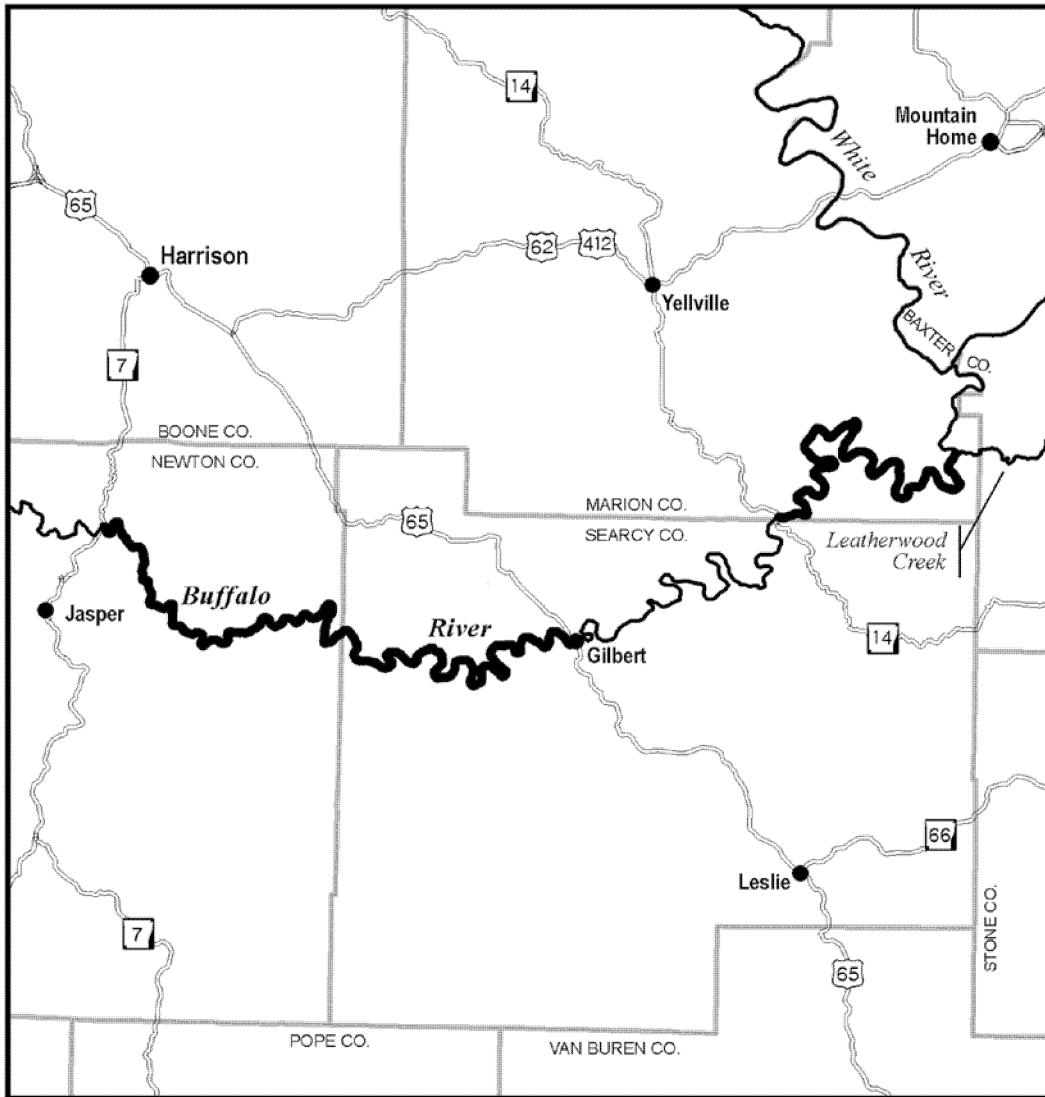 14
Mountain
Home
White
65
Harrison
62
412
River
Yellville
BAXTER
CO.
7
BOONE CO.
NEWTON CO.
65
MARION CO.
SEARCY CO.
Leatherwood
Creek
Buffalo
Jasper
River
Gilbert
14
66
Leslie
7
STONE CO.
65
POPE CO.
VAN BUREN CO.